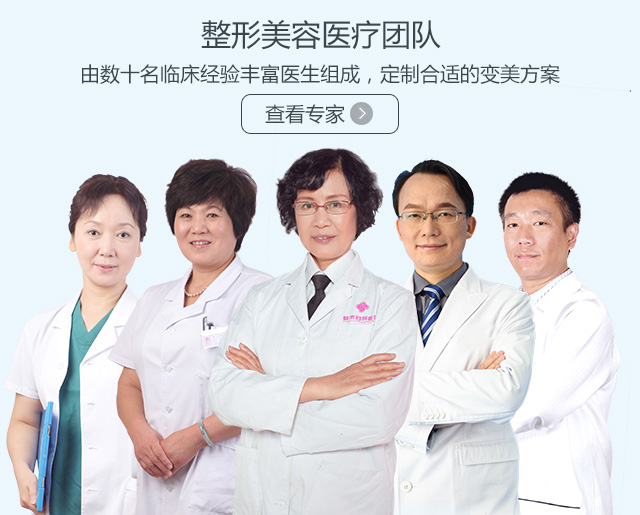 整形美容医疗团队
由数十名临床经验丰富医生组成，定制合适的变美方案
查看专家